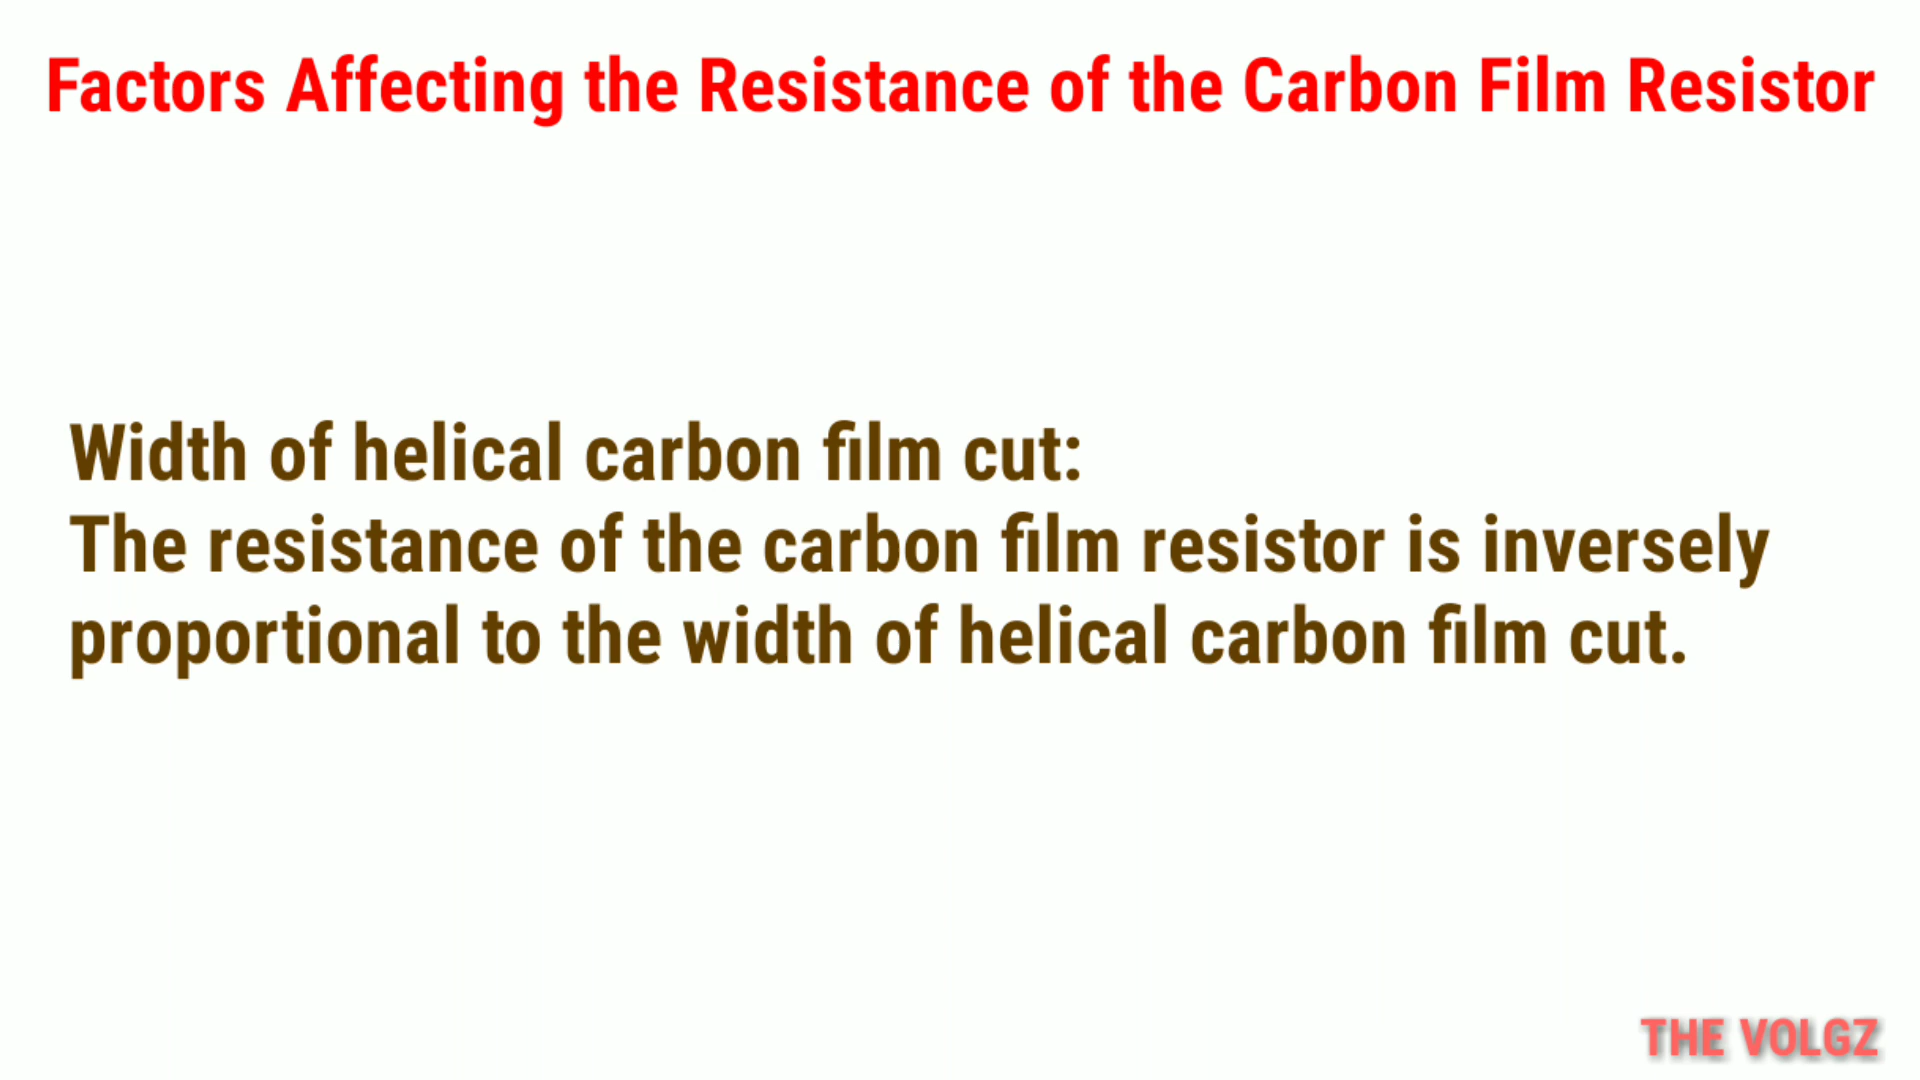 Factors Affecting the Resistance of the Carbon Film Resistor
Width of helical carbon film cut:
The resistance of the carbon film resistor is inversely
proportional to the width of helical carbon film cut.
THE VOLGZ